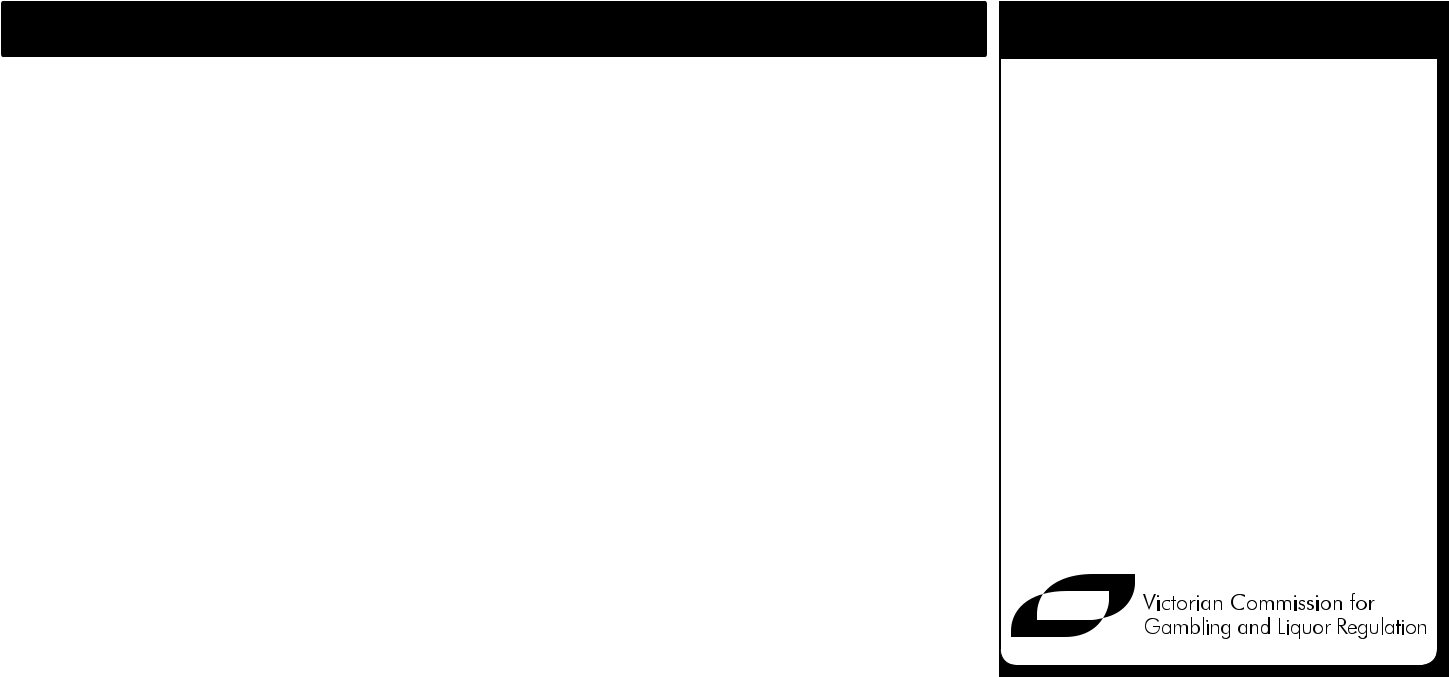 Victorian Commission for
Gambling and Liquor Regulation